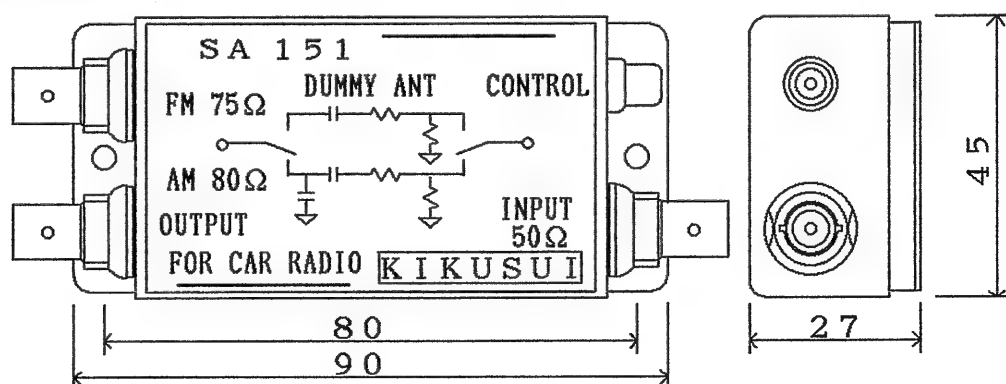 SA 151
DUMMY ANT
CONTROL
FM 75Ω
AM 80Ω
OUTPUT
INPUT
50Ω
FOR CAR RADIO
KIKUSUI
80
90
27
45